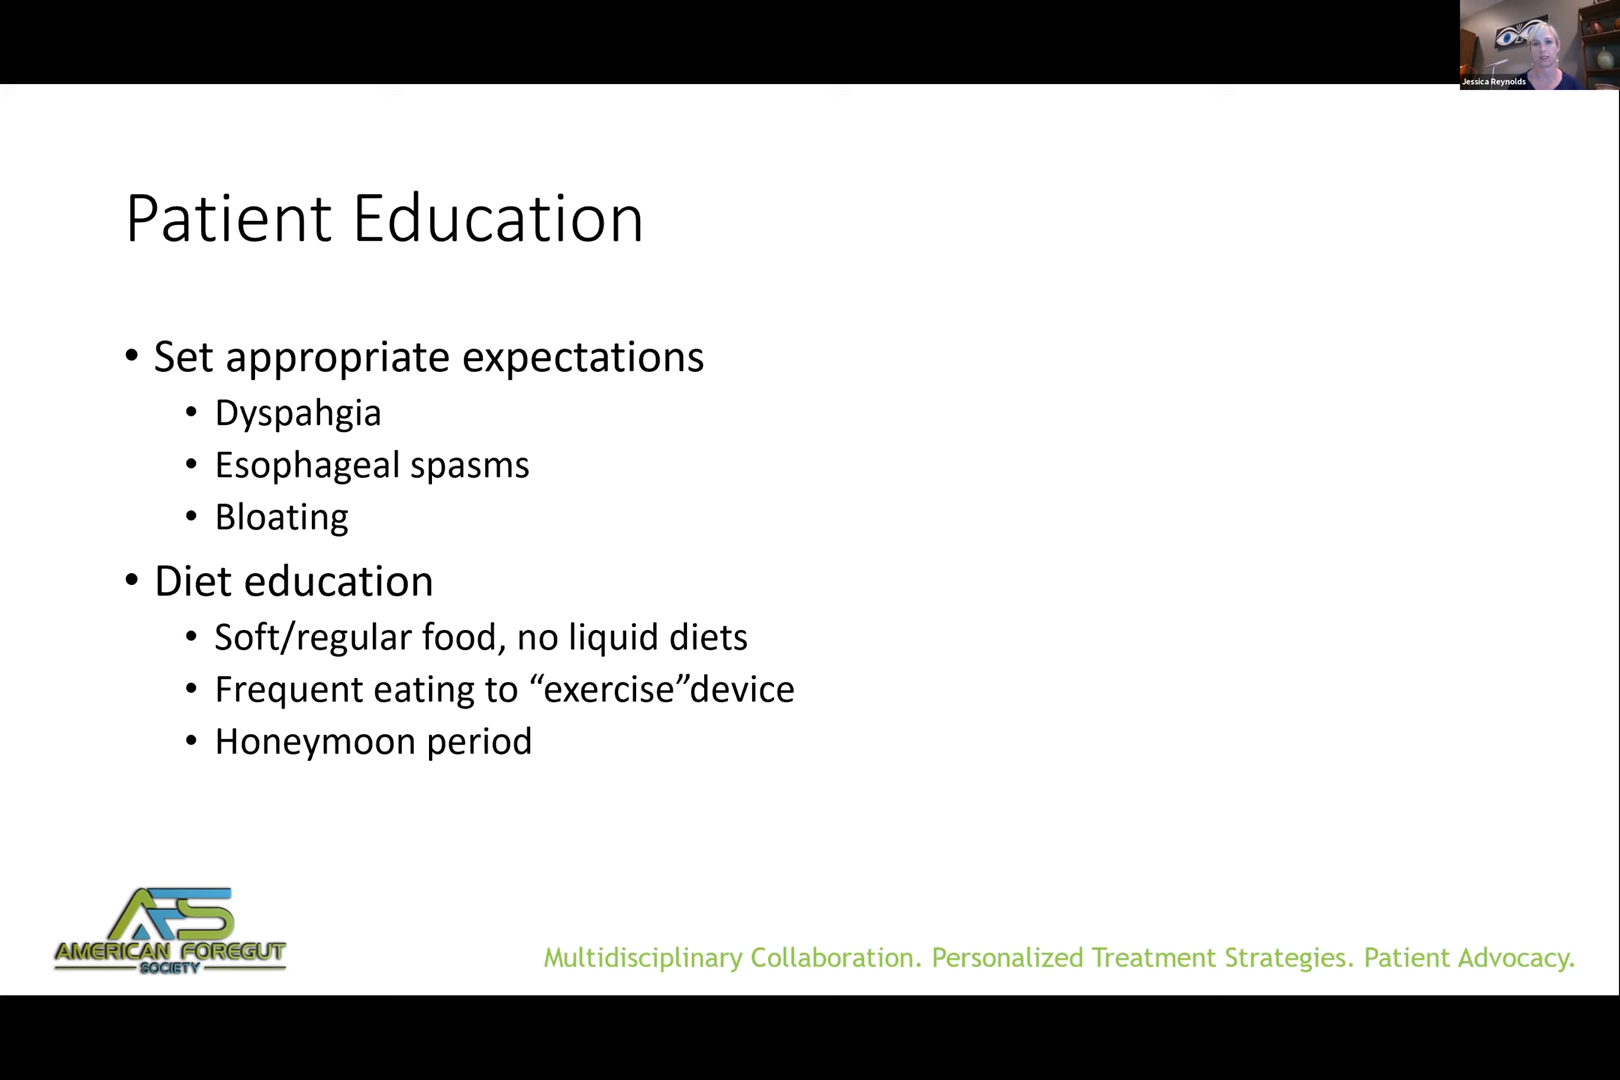 Jessica Reynolds
Patient Education
• Set appropriate expectations
• Dyspahgia
• Esophageal spasms
• Bloating
• Diet education
• Soft/regular food, no liquid diets
• Frequent eating to “exercise”device
• Honeymoon period
AFS
AMERICAN FOREGUT
SOCIETY
Multidisciplinary Collaboration. Personalized Treatment Strategies. Patient Advocacy.